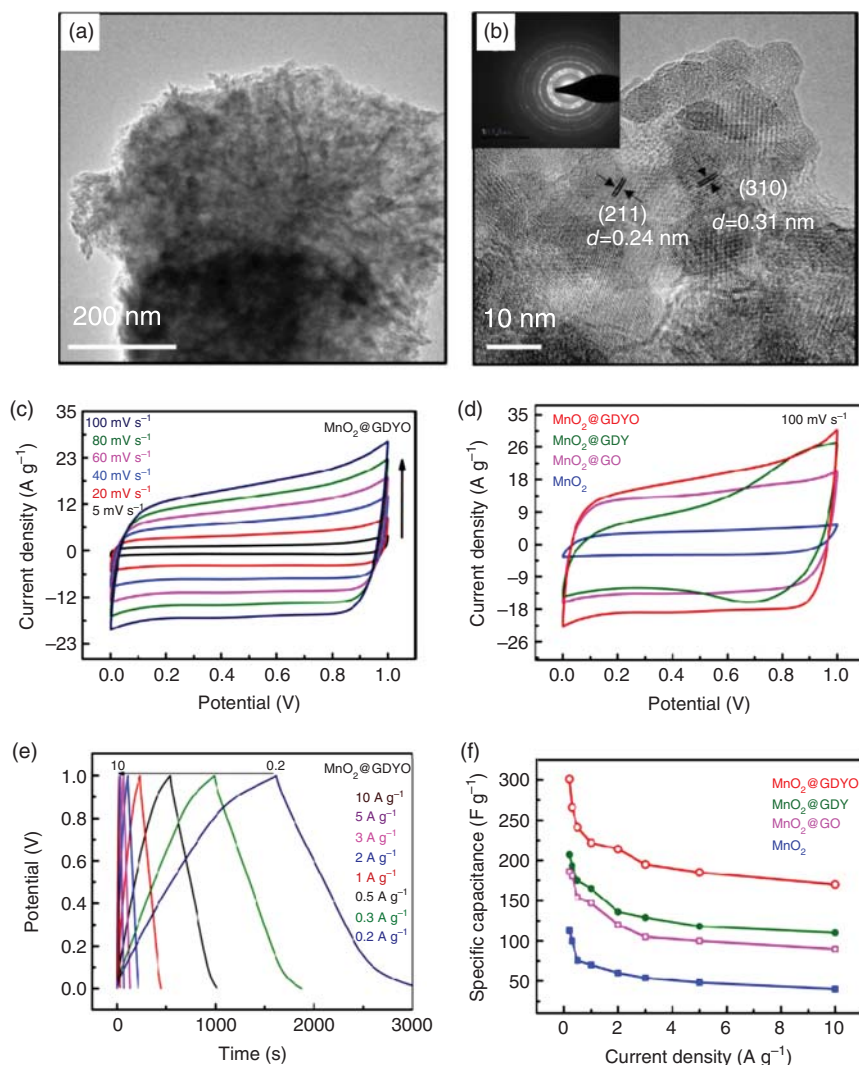 (a)
200 nm
(b)
(211)
d=0.24 nm
(310)
d=0.31 nm
10 nm
(c)
35
23
12
0
−12
−23
Current density (A g⁻¹)
100 mV s⁻¹
80 mV s⁻¹
60 mV s⁻¹
40 mV s⁻¹
20 mV s⁻¹
5 mV s⁻¹
MnO₂@GDYO
0.0 0.2 0.4 0.6 0.8 1.0
Potential (V)
(d)
35
26
18
9
0
−9
−18
−26
Current density (A g⁻¹)
MnO₂@GDYO
MnO₂@GDY
MnO₂@GO
MnO₂
100 mV s⁻¹
0.0 0.2 0.4 0.6 0.8 1.0
Potential (V)
(e)
1.0
0.8
0.6
0.4
0.2
0.0
Potential (V)
10 0.2
MnO₂@GDYO
10 A g⁻¹
5 A g⁻¹
3 A g⁻¹
2 A g⁻¹
1 A g⁻¹
0.5 A g⁻¹
0.3 A g⁻¹
0.2 A g⁻¹
0 1000 2000 3000
Time (s)
(f)
300
250
200
150
100
50
Specific capacitance (F g⁻¹)
MnO₂@GDYO
MnO₂@GDY
MnO₂@GO
MnO₂
0 2 4 6 8 10
Current density (A g⁻¹)